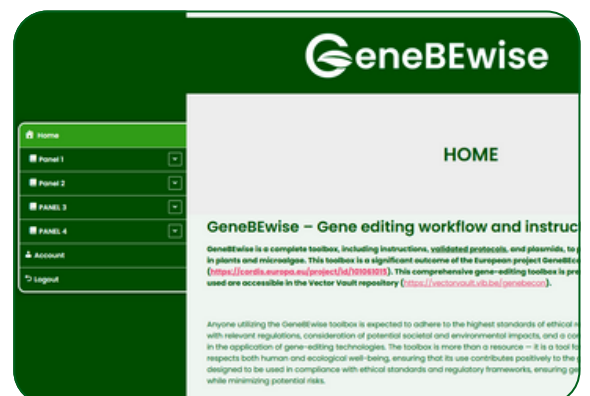 GeneBEwise
Home
Panel 1
Panel 2
PANEL 3
PANEL 4
Account
Logout
HOME
GeneBEwise – Gene editing workflow and instruc
GeneBEwise is a complete toolbox, including instructions, validated protocols, and plasmids, to p
in plants and microalgae. This toolbox is a significant outcome of the European project GeneBEco
(https://cordis.europa.eu/project/id/101061015). This comprehensive gene-editing toolbox is pre
used are accessible in the Vector Vault repository (https://vectorvault.vib.be/genebecon).
Anyone utilizing the GeneBEwise toolbox is expected to adhere to the highest standards of ethical r
with relevant regulations, consideration of potential societal and environmental impacts, and a co
in the application of gene-editing technologies. The toolbox is more than a resource — it is a tool fo
respects both human and ecological well-being, ensuring that its use contributes positively to the g
designed to be used in compliance with ethical standards and regulatory frameworks, ensuring ge
while minimizing potential risks.